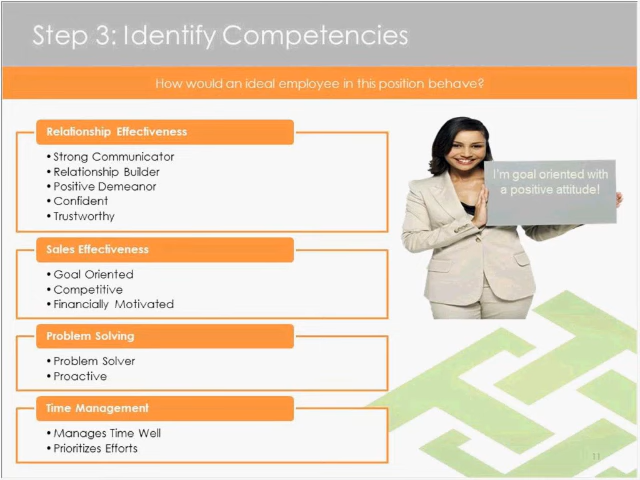 Step 3: Identify Competencies
How would an ideal employee in this position behave?
Relationship Effectiveness
• Strong Communicator
• Relationship Builder
• Positive Demeanor
• Confident
• Trustworthy
I'm goal oriented with
a positive attitude!
Sales Effectiveness
• Goal Oriented
• Competitive
• Financially Motivated
Problem Solving
• Problem Solver
• Proactive
Time Management
• Manages Time Well
• Prioritizes Efforts
11